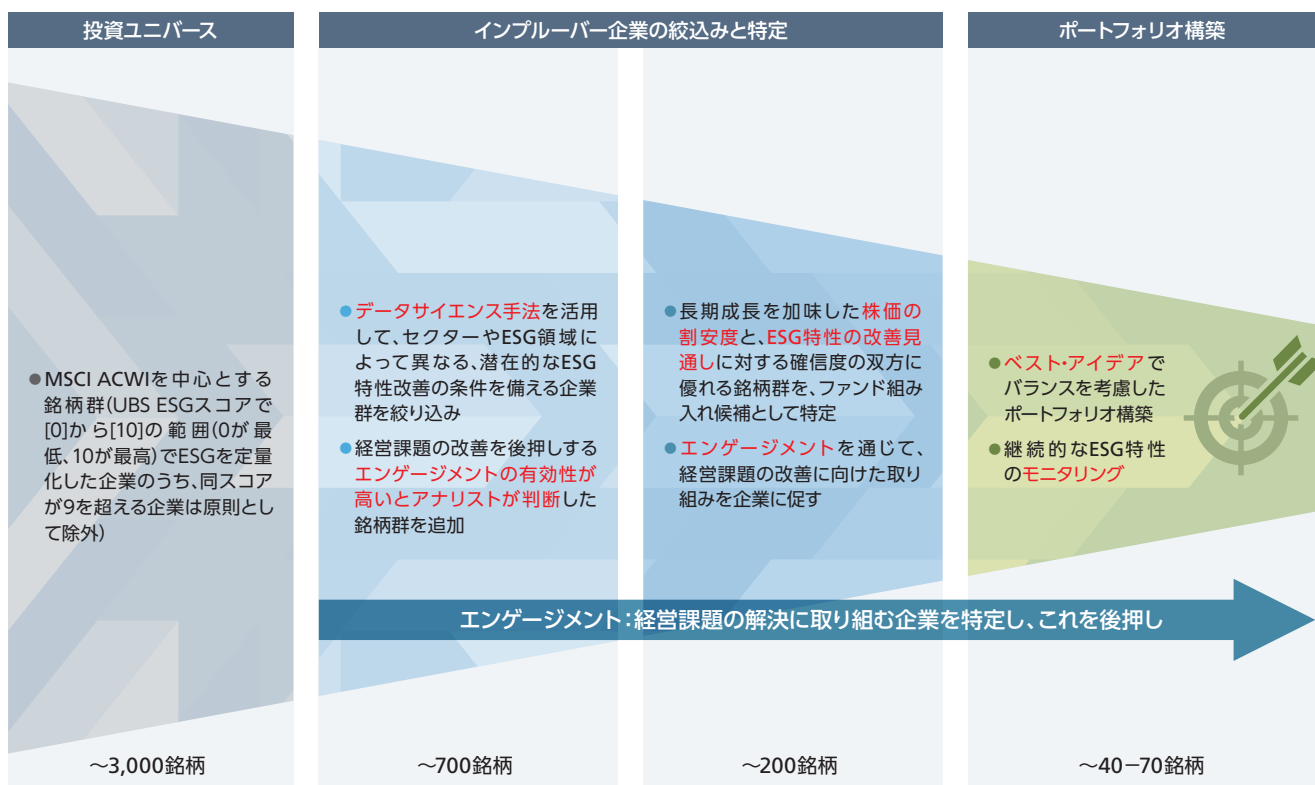 投資ユニバース
インプルーバー企業の絞込みと特定
ポートフォリオ構築
●MSCI ACWIを中心とする
銘柄群(UBS ESGスコアで
[0]から[10]の範囲(0が最
低、10が最高)でESGを定量
化した企業のうち、同スコア
が9を超える企業は原則とし
て除外)
●データサイエンス手法を活用
して、セクターやESG領域に
よって異なる、潜在的なESG
特性改善の条件を備える企業
群を絞り込み
●経営課題の改善を後押しする
エンゲージメントの有効性が
高いとアナリストが判断した
銘柄群を追加
●長期成長を加味した株価の
割安度と、ESG特性の改善見
通しに対する確信度の双方に
優れる銘柄群を、ファンド組み
入れ候補として特定
●エンゲージメントを通じて、
経営課題の改善に向けた取り
組みを企業に促す
●ベスト・アイデアで
バランスを考慮した
ポートフォリオ構築
●継続的なESG特性
のモニタリング
エンゲージメント：経営課題の解決に取り組む企業を特定し、これを後押し
～3,000銘柄
～700銘柄
～200銘柄
～40－70銘柄